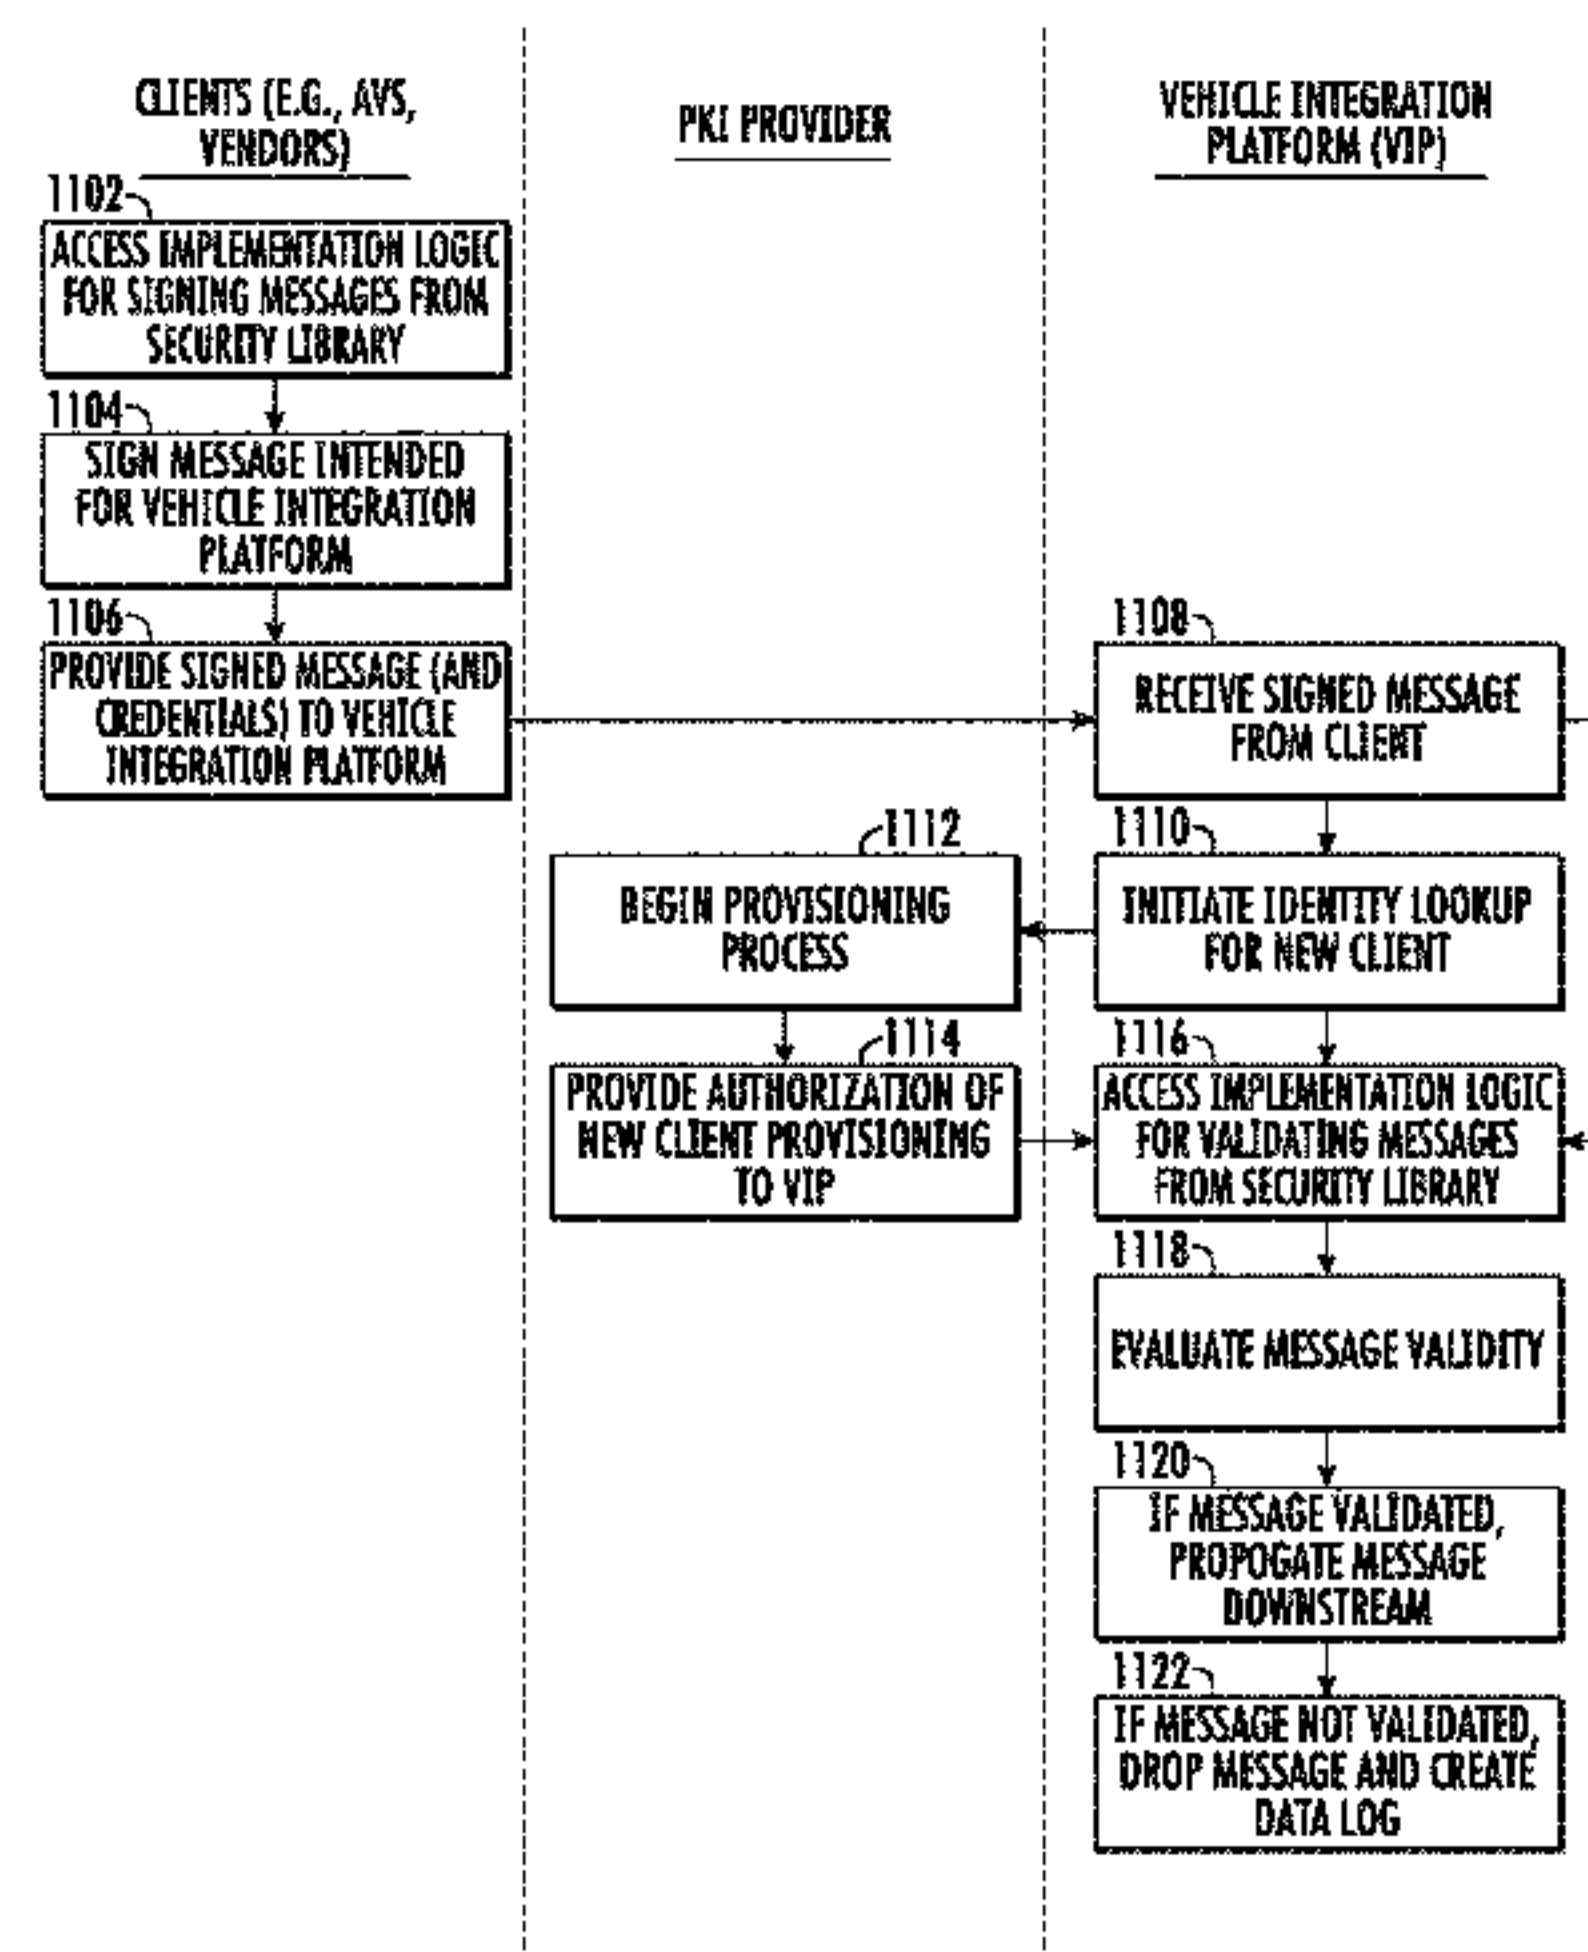 CLIENTS (E.G., AVS,
VENDORS)
PKI PROVIDER
VEHICLE INTEGRATION
PLATFORM (VIP)
1102
ACCESS IMPLEMENTATION LOGIC
FOR SIGNING MESSAGES FROM
SECURITY LIBRARY
1104
SIGN MESSAGE INTENDED
FOR VEHICLE INTEGRATION
PLATFORM
1106
PROVIDE SIGNED MESSAGE (AND
CREDENTIALS) TO VEHICLE
INTEGRATION PLATFORM
1108
RECEIVE SIGNED MESSAGE
FROM CLIENT
1110
INITIATE IDENTITY LOOKUP
FOR NEW CLIENT
1112
BEGIN PROVISIONING
PROCESS
1114
PROVIDE AUTHORIZATION OF
NEW CLIENT PROVISIONING
TO VIP
1116
ACCESS IMPLEMENTATION LOGIC
FOR VALIDATING MESSAGES
FROM SECURITY LIBRARY
1118
EVALUATE MESSAGE VALIDITY
1120
IF MESSAGE VALIDATED,
PROPOGATE MESSAGE
DOWNSTREAM
1122
IF MESSAGE NOT VALIDATED,
DROP MESSAGE AND CREATE
DATA LOG